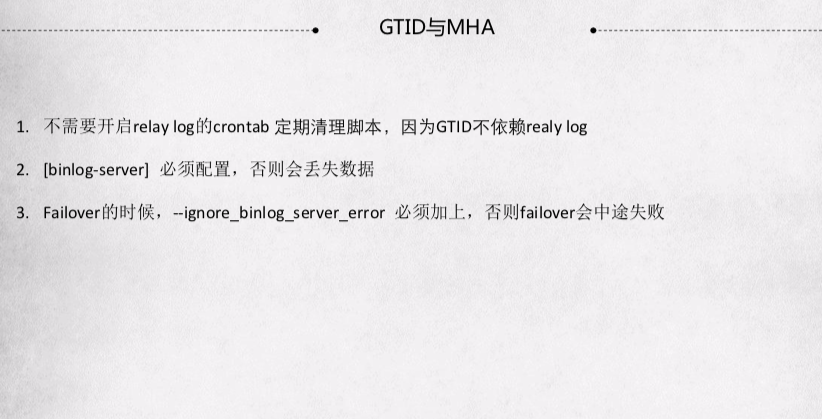 GTID与MHA
1. 不需要开启relay log的crontab 定期清理脚本，因为GTID不依赖realy log
2. [binlog-server] 必须配置，否则会丢失数据
3. Failover的时候，--ignore_binlog_server_error 必须加上，否则failover会中途失败